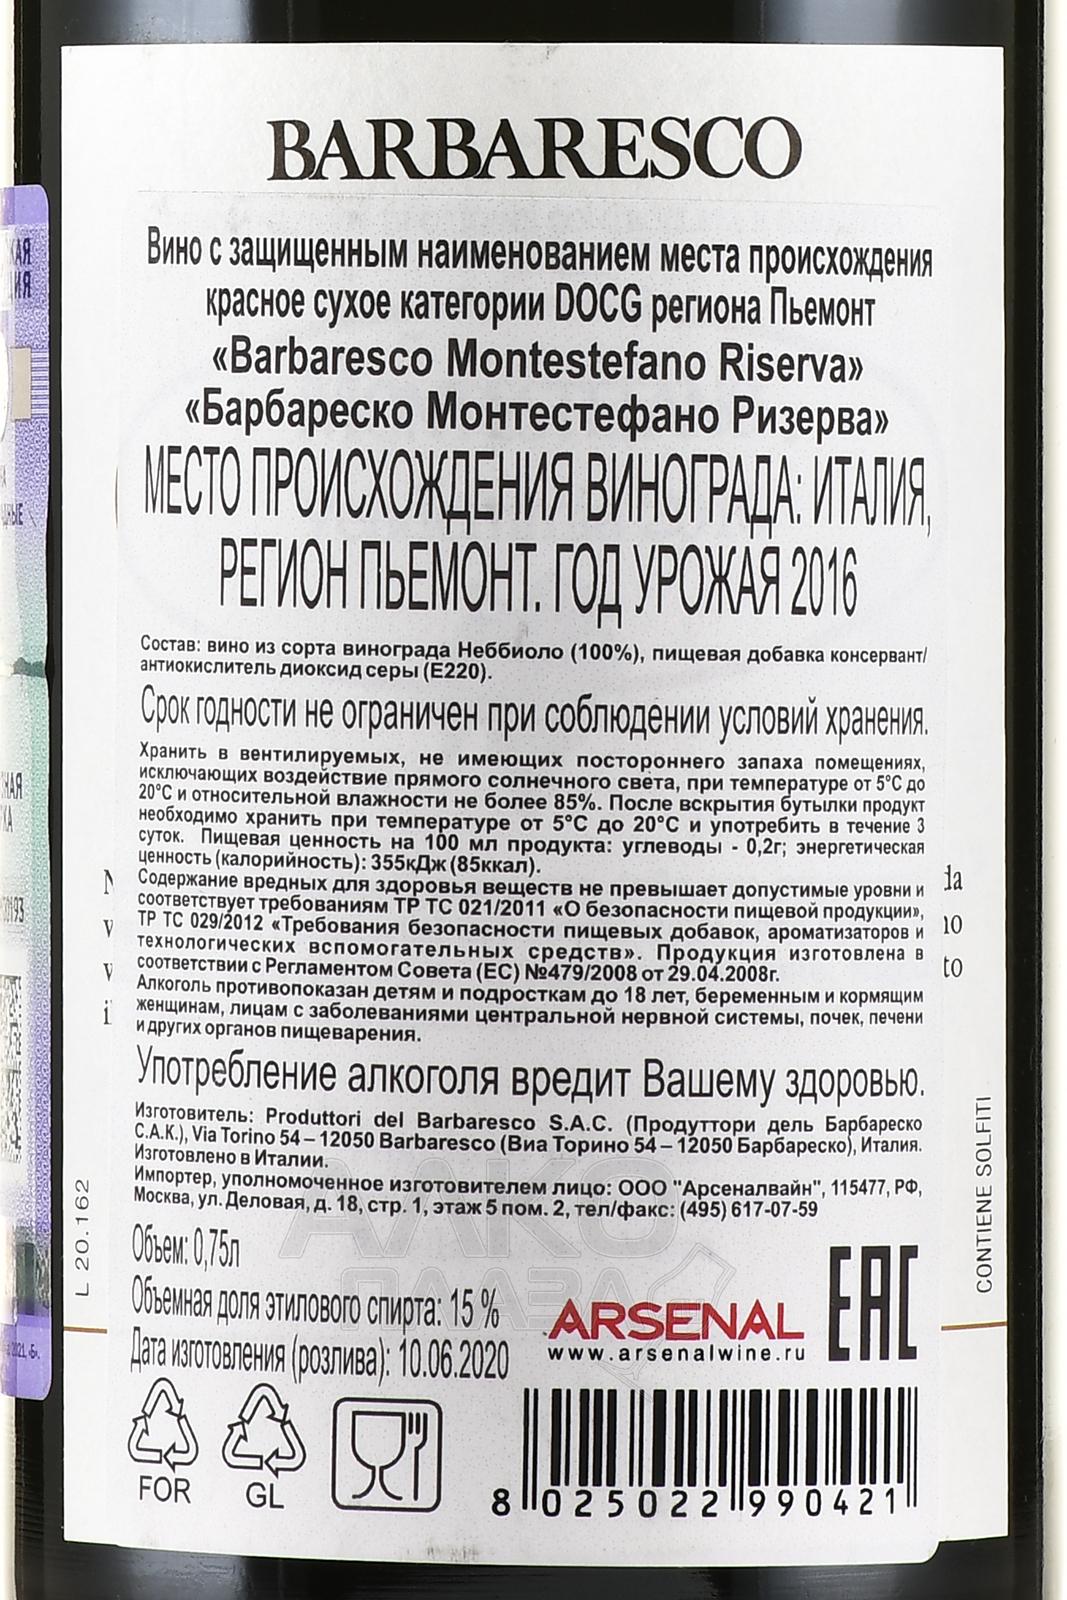 BARBARESCO
Вино с защищенным наименованием места происхождения
красное сухое категории DOCG региона Пьемонт
«Barbaresco Montestefano Riserva»
«Барбареско Монтестефано Ризерва»
МЕСТО ПРОИСХОЖДЕНИЯ ВИНОГРАДА: ИТАЛИЯ,
РЕГИОН ПЬЕМОНТ. ГОД УРОЖАЯ 2016
Состав: вино из сорта винограда Неббиоло (100%), пищевая добавка консервант/
антиокислитель диоксид серы (Е220).
Срок годности не ограничен при соблюдении условий хранения.
Хранить в вентилируемых, не имеющих постороннего запаха помещениях,
исключающих воздействие прямого солнечного света, при температуре от 5°С до
20°С и относительной влажности не более 85%. После вскрытия бутылки продукт
необходимо хранить при температуре от 5°С до 20°С и употребить в течение 3
суток. Пищевая ценность на 100 мл продукта: углеводы - 0,2г; энергетическая
ценность (калорийность): 355кДж (85ккал).
Содержание вредных для здоровья веществ не превышает допустимые уровни и
соответствует требованиям ТР ТС 021/2011 «О безопасности пищевой продукции»,
ТР ТС 029/2012 «Требования безопасности пищевых добавок, ароматизаторов и
технологических вспомогательных средств». Продукция изготовлена в
соответствии с Регламентом Совета (ЕС) №479/2008 от 29.04.2008г.
Алкоголь противопоказан детям и подросткам до 18 лет, беременным и кормящим
женщинам, лицам с заболеваниями центральной нервной системы, почек, печени
и других органов пищеварения.
Употребление алкоголя вредит Вашему здоровью.
Изготовитель: Produttori del Barbaresco S.A.C. (Продуттори дель Барбареско
С.А.К.), Via Torino 54 – 12050 Barbaresco (Виа Торино 54 – 12050 Барбареско), Италия.
Изготовлено в Италии.
Импортер, уполномоченное изготовителем лицо: ООО "Арсеналвайн", 115477, РФ,
Москва, ул. Деловая, д. 18, стр. 1, этаж 5 пом. 2, тел/факс: (495) 617-07-59
Объем: 0,75л
Объемная доля этилового спирта: 15 %
Дата изготовления (розлива): 10.06.2020
ARSENAL
www.arsenalwine.ru
EAC
FOR
GL
8 025022 990421
L 20.162
CONTIENE SOLFITI
АЛКО
ПЛАЗА